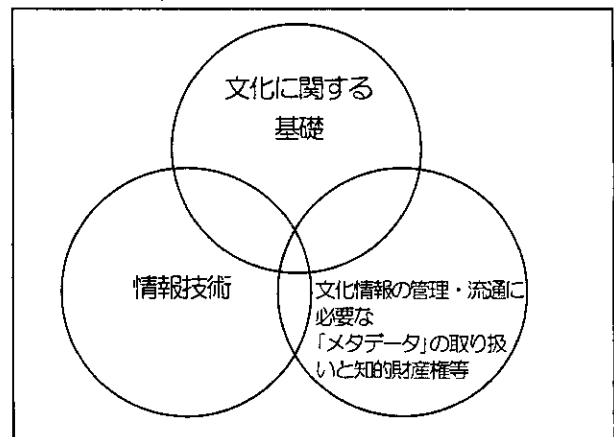 文化に関する
基礎
情報技術
文化情報の管理・流通に
必要な
「メタデータ」の取り扱
いと知的財産権等